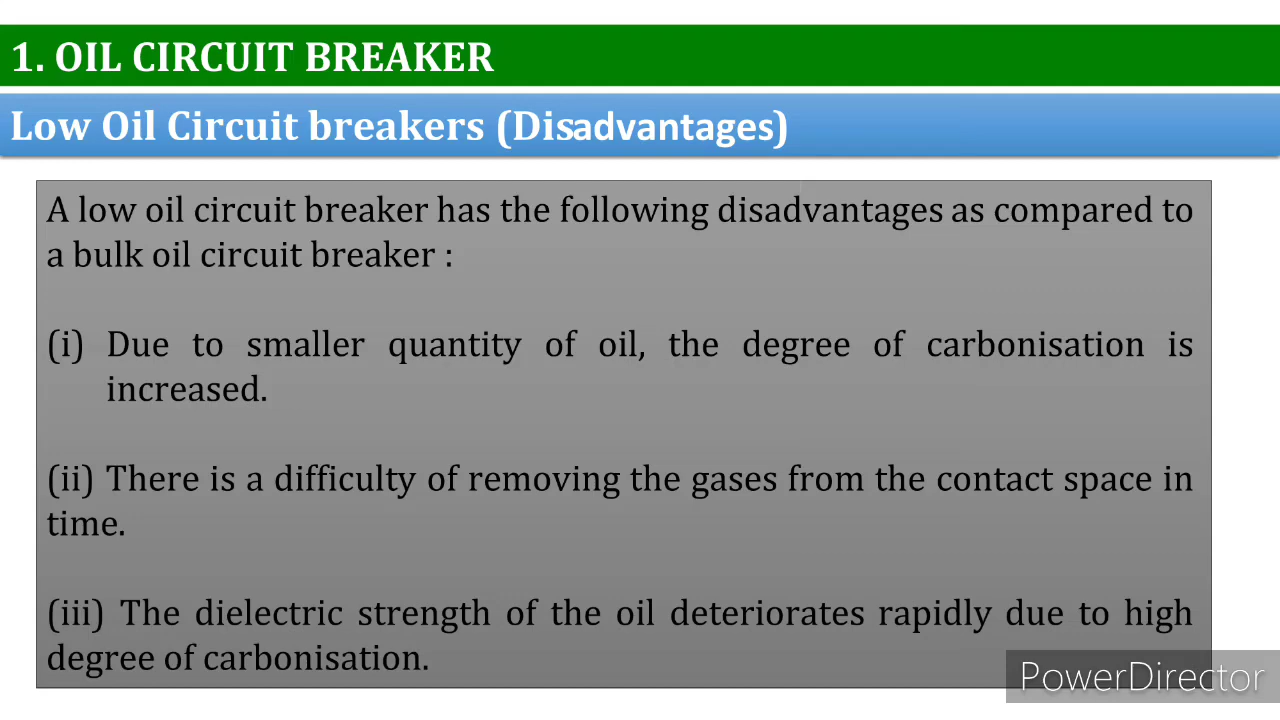 1. OIL CIRCUIT BREAKER
Low Oil Circuit breakers (Disadvantages)
A low oil circuit breaker has the following disadvantages as compared to
a bulk oil circuit breaker :
(i) Due to smaller quantity of oil, the degree of carbonisation is
increased.
(ii) There is a difficulty of removing the gases from the contact space in
time.
(iii) The dielectric strength of the oil deteriorates rapidly due to high
degree of carbonisation.
PowerDirector